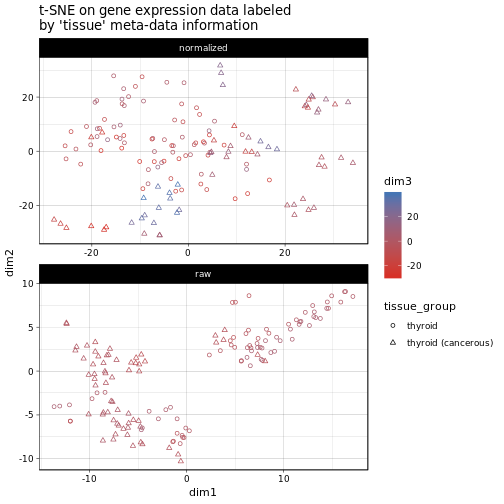 t-SNE on gene expression data labeled
by 'tissue' meta-data information
normalized
20
0
-20
-20
0
20
raw
10
5
0
-5
-10
-10
0
10
dim2
dim1
dim3
20
0
-20
tissue_group
thyroid
thyroid (cancerous)